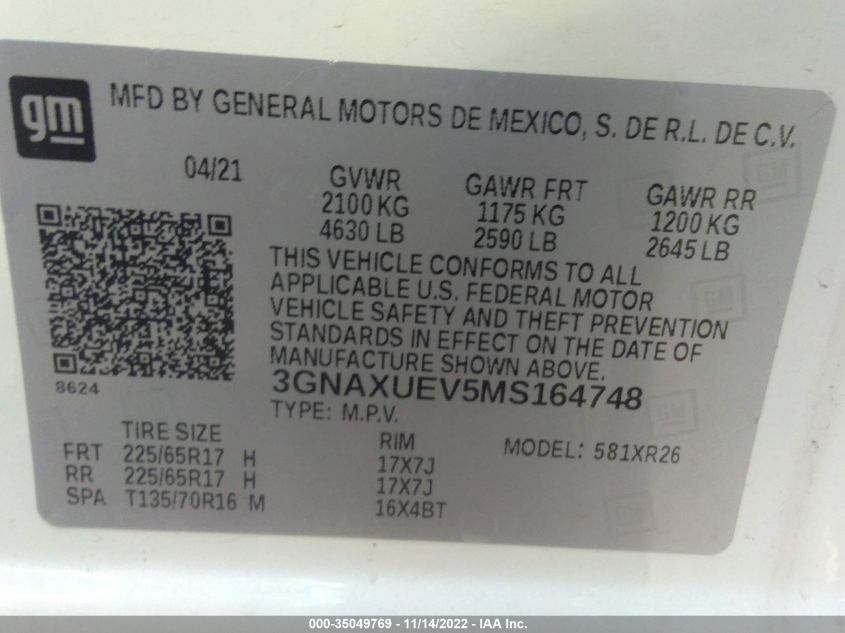 gm
MFD BY GENERAL MOTORS DE MEXICO, S. DE R.L. DE C.V.
04/21 GVWR GAWR FRT GAWR RR
2100 KG 1175 KG 1200 KG
4630 LB 2590 LB 2645 LB
THIS VEHICLE CONFORMS TO ALL
APPLICABLE U.S. FEDERAL MOTOR
VEHICLE SAFETY AND THEFT PREVENTION
STANDARDS IN EFFECT ON THE DATE OF
MANUFACTURE SHOWN ABOVE.
8624
3GNAXUEV5MS164748
TYPE: M.P.V.
TIRE SIZE RIM MODEL: 581XR26
FRT 225/65R17 H 17X7J
RR 225/65R17 H 17X7J
SPA T135/70R16 M 16X4BT
GM
GM
GM
GM
000-35049769 - 11/14/2022 - IAA Inc.